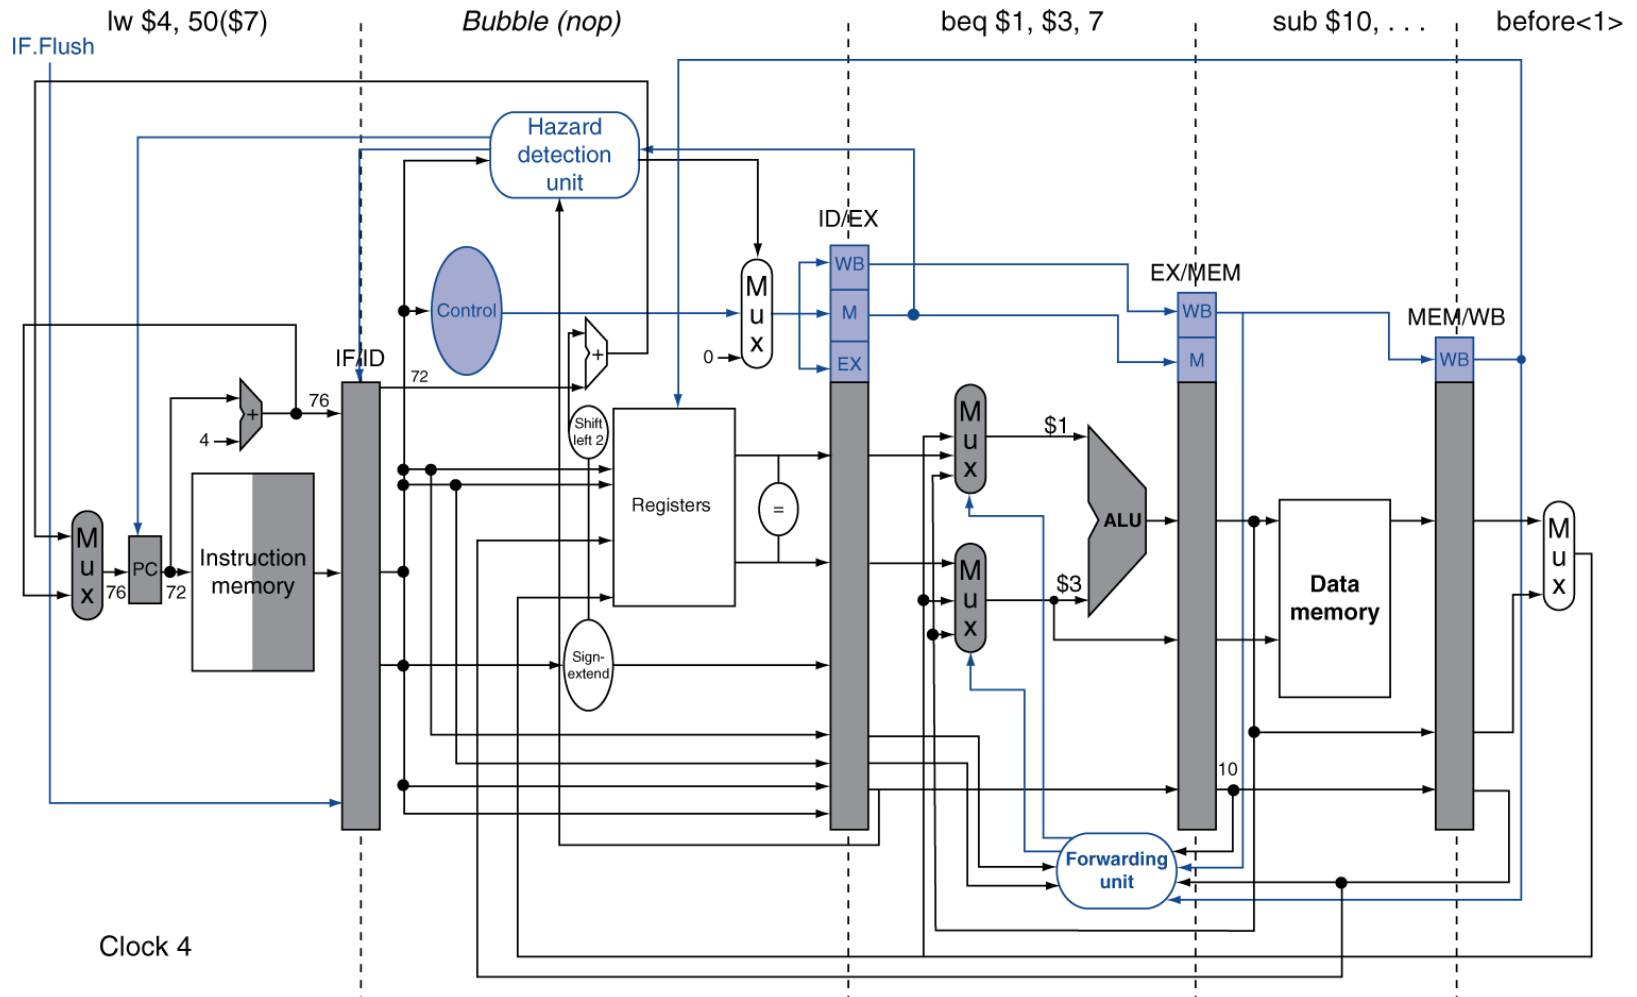 lw $4, 50($7)
Bubble (nop)
beq $1, $3, 7
sub $10, . . .
before<1>
IF.Flush
Hazard
detection
unit
ID/EX
WB
M
EX
Control
M
u
x
0
EX/MEM
WB
M
MEM/WB
WB
IF/ID
72
+
76
+
4
Shift
left 2
M
u
x
$1
Registers
=
ALU
M
u
x
PC
76
72
Instruction
memory
M
u
x
$3
Data
memory
M
u
x
Sign-
extend
10
Forwarding
unit
Clock 4